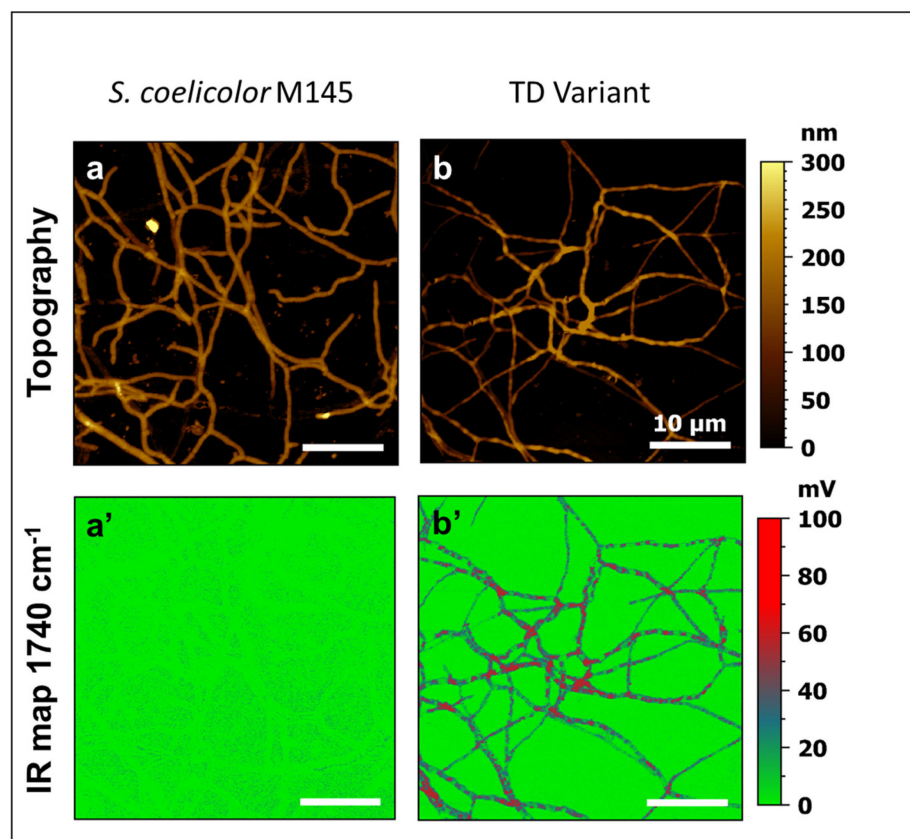 S. coelicolor M145
TD Variant
Topography
a
b
10 µm
nm
300
250
200
150
100
50
0
IR map 1740 cm⁻¹
a'
b'
mV
100
80
60
40
20
0